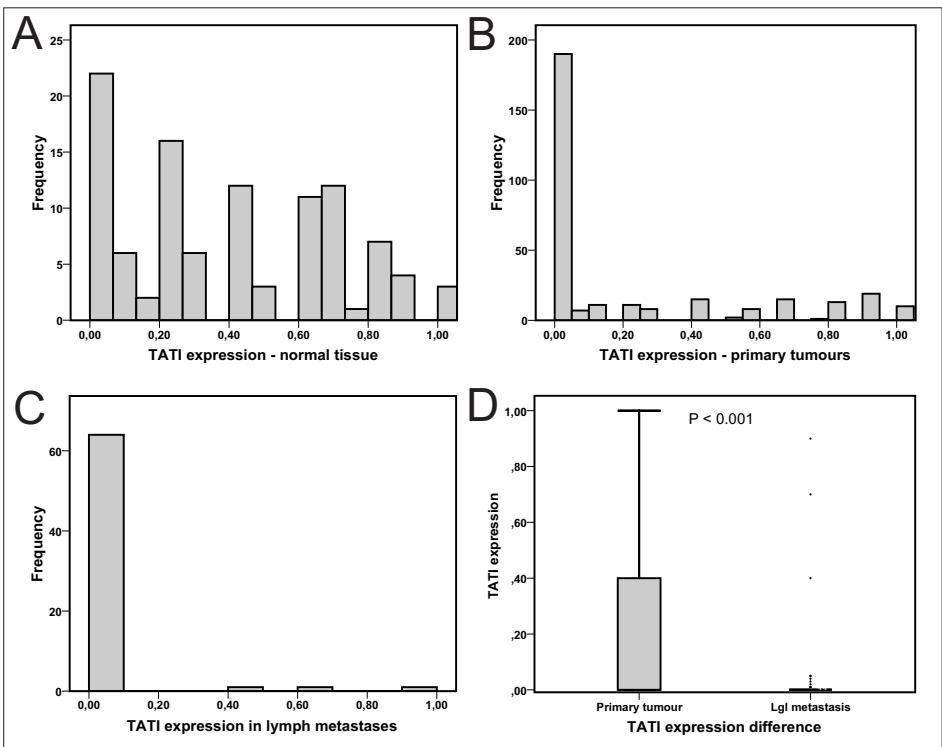 A
25
20
15
10
5
0
Frequency
0,00 0,20 0,40 0,60 0,80 1,00
TATI expression - normal tissue
B
200
150
100
50
0
Frequency
0,00 0,20 0,40 0,60 0,80 1,00
TATI expression - primary tumours
C
60
40
20
0
Frequency
0,00 0,20 0,40 0,60 0,80 1,00
TATI expression in lymph metastases
D
P < 0.001
1,00
,80
,60
,40
,20
,00
TATI expression
Primary tumour Lgl metastasis
TATI expression difference